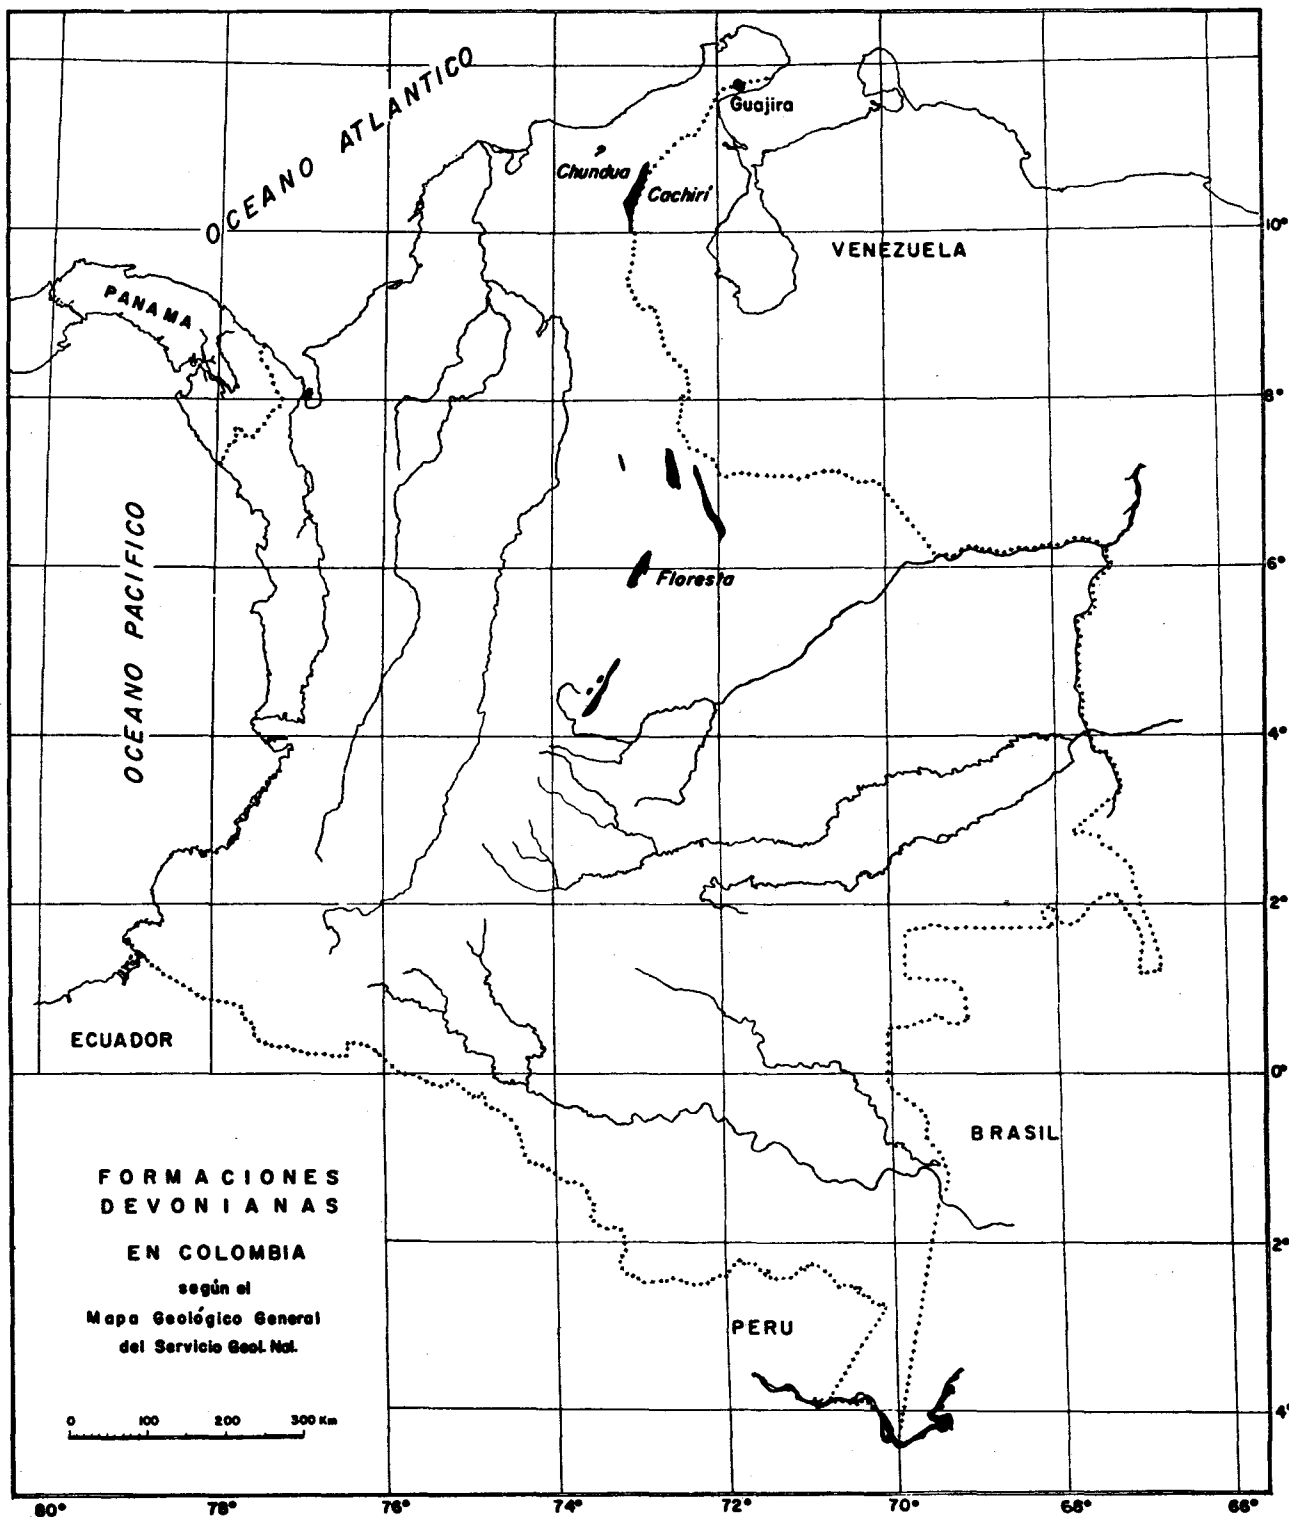 OCEANO ATLANTICO
Guajira
?
Chundua
Cachirí
VENEZUELA
10°
PANAMA
8°
OCEANO PACIFICO
6°
Floresta
4°
2°
ECUADOR
0°
BRASIL
FORMACIONES
DEVONIANAS
EN COLOMBIA
según el
Mapa Geológico General
del Servicio Geol. Nal.
2°
PERU
0 100 200 300 Km
4°
80° 78° 76° 74° 72° 70° 68° 66°